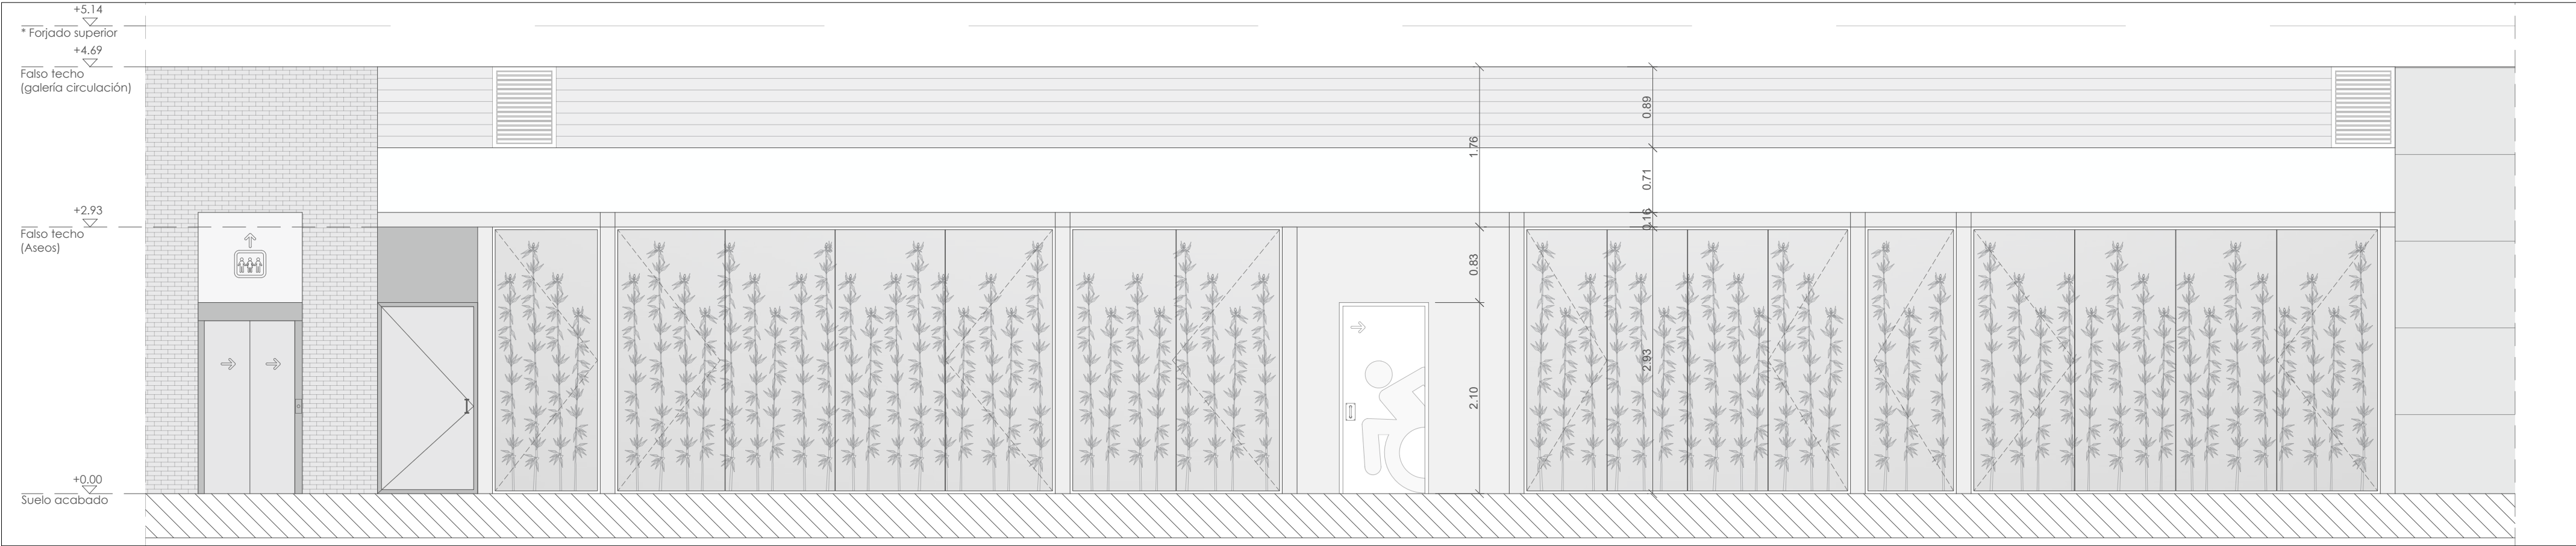 +5.14
* Forjado superior
+4.69
Falso techo
(galería circulación)
+2.93
Falso techo
(Aseos)
+0.00
Suelo acabado
1.76
0.83
2.10
0.89
0.71
0.16
2.93